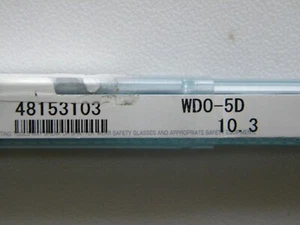 48153103
WDO-5D
10.3
SAFETY GLASSES AND APPROPRIATE SAFETY